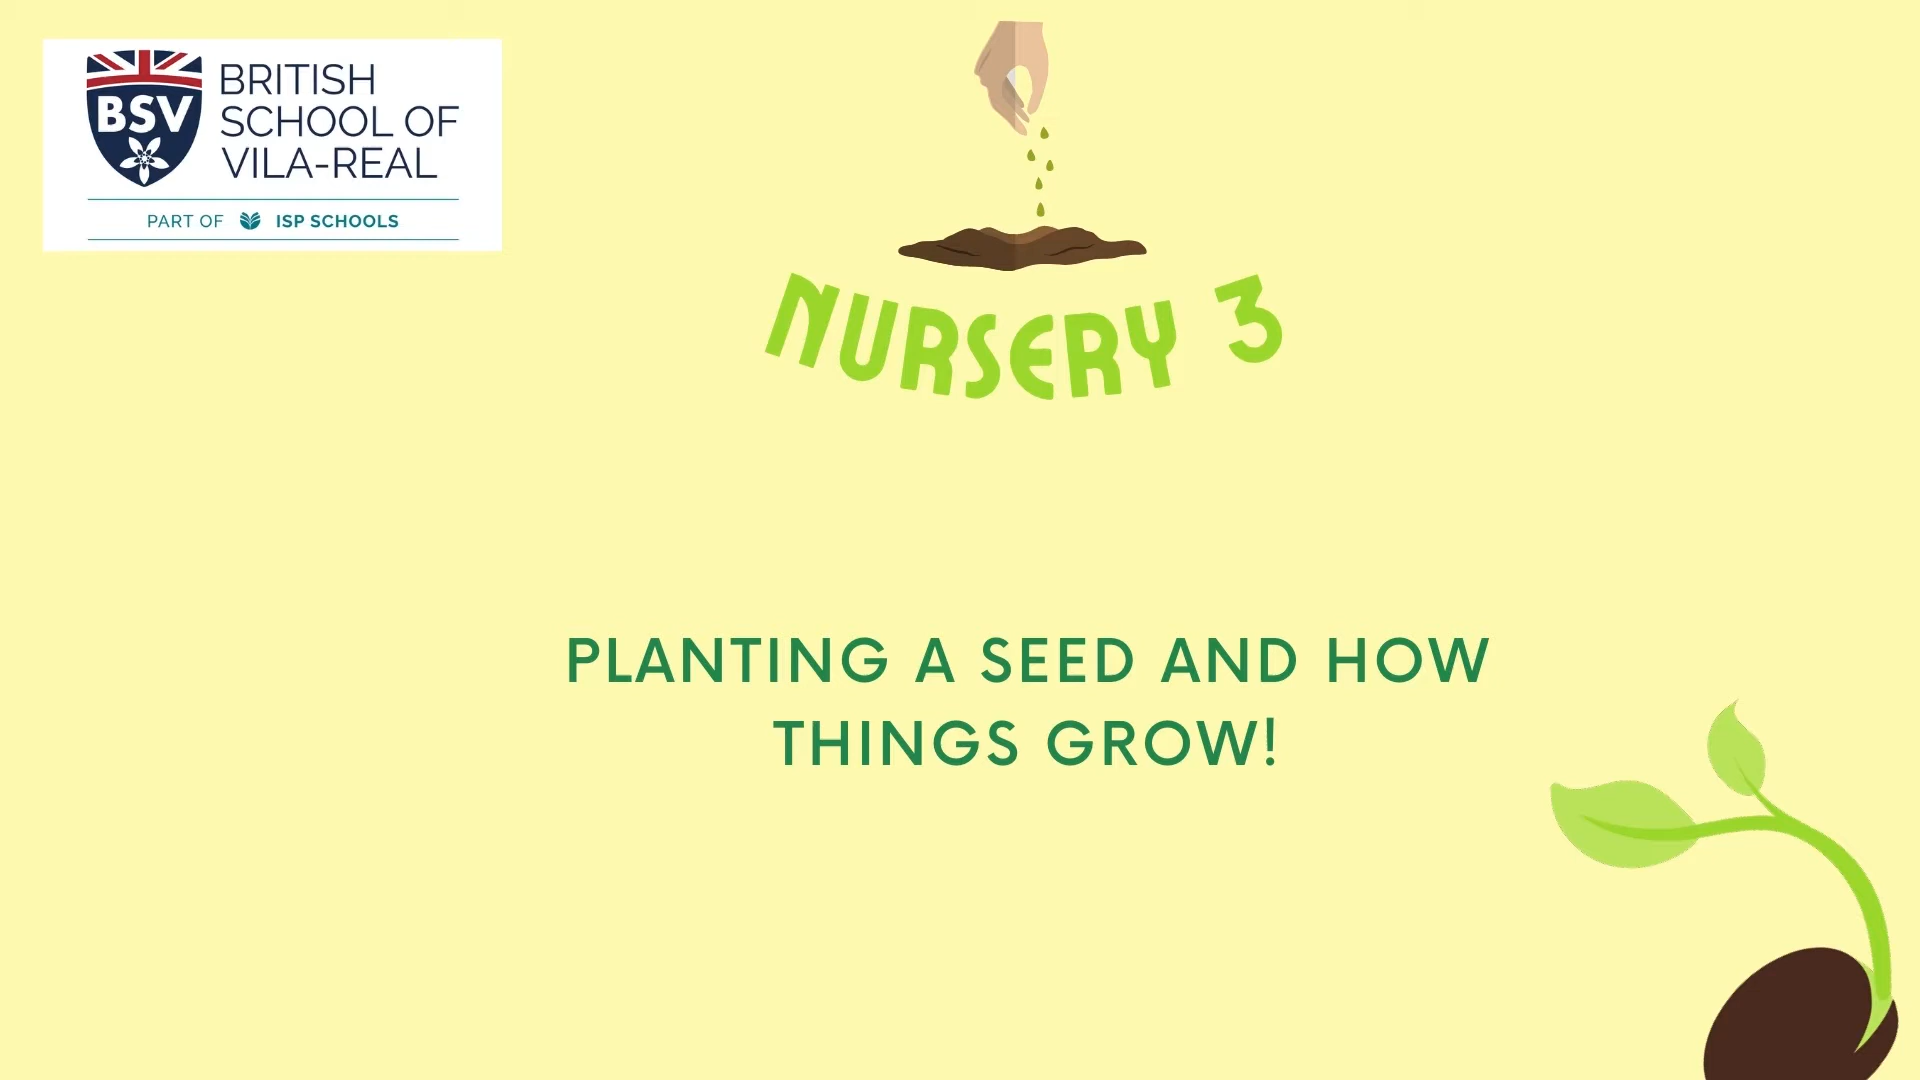 BSV
BRITISH
SCHOOL OF
VILA-REAL
PART OF ISP SCHOOLS
NURSERY 3
PLANTING A SEED AND HOW
THINGS GROW!